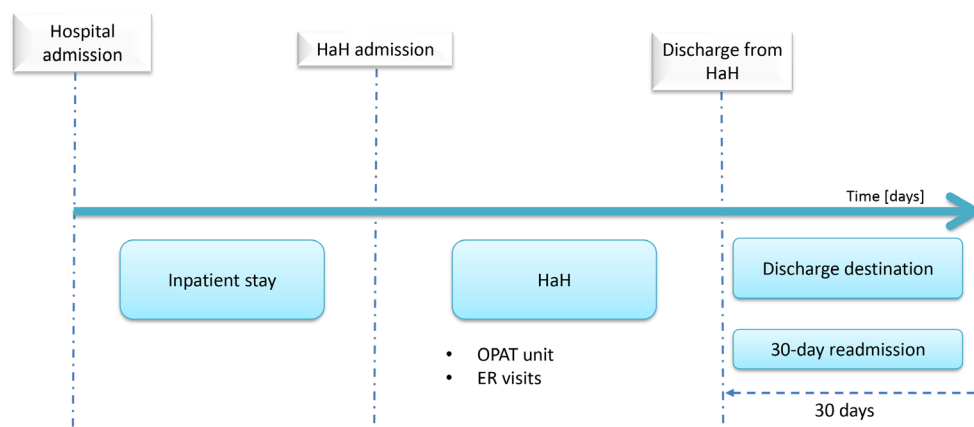 Hospital
admission
HaH admission
Discharge from
HaH
Time [days]
Inpatient stay
HaH
Discharge destination
• OPAT unit
• ER visits
30-day readmission
30 days